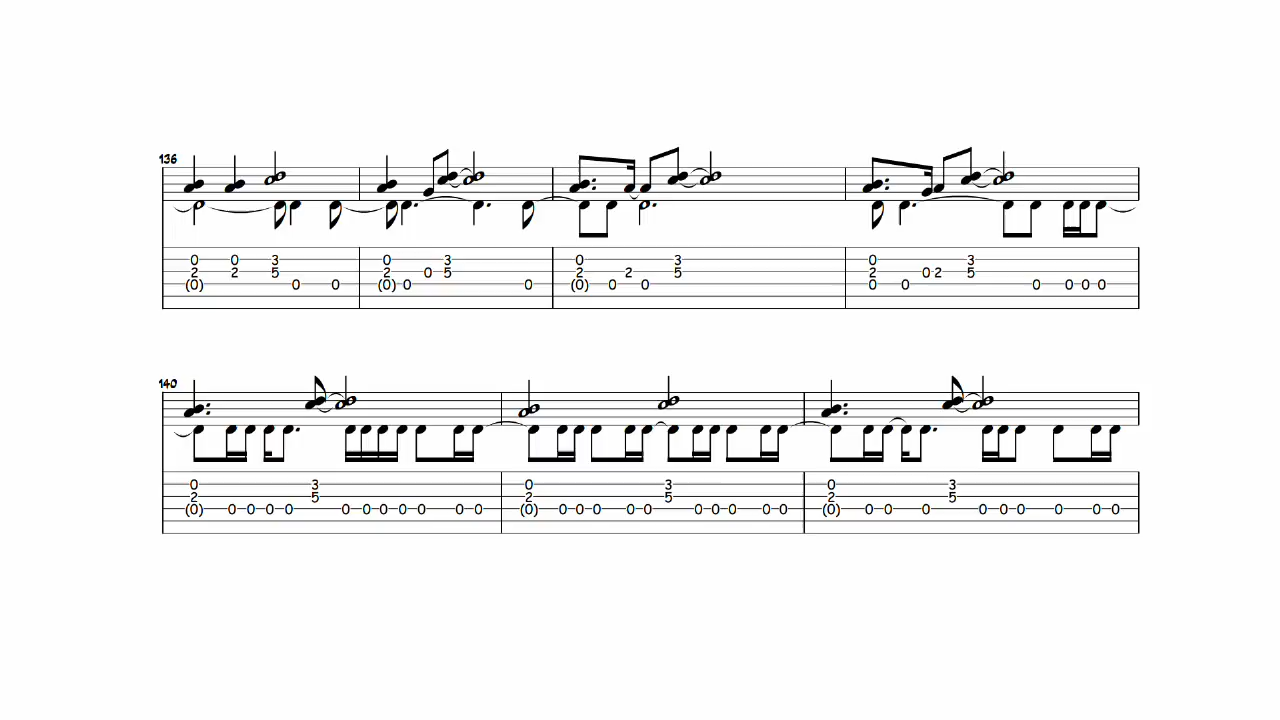 136
0 0 3 0 3 0 3 0 3
2 2 5 2 0 5 2 2 5 2 0 2 5
(0) 0 0 (0) 0 0 (0) 0 0 0 0 0 0 0 0
140
0 3 0 3 0 3
2 5 2 5 2 5
(0) 0 0 0 0 0 0 0 0 0 0 0 (0) 0 0 0 0 0 0 0 0 0 0 (0) 0 0 0 0 0 0 0 0 0